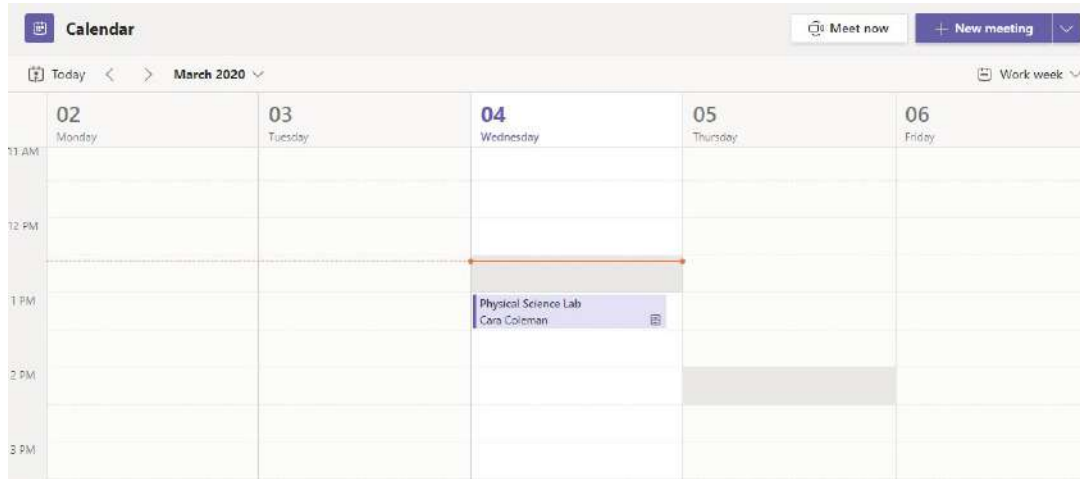 Calendar
Meet now
+ New meeting
Today
March 2020
Work week
02
Monday
03
Tuesday
04
Wednesday
05
Thursday
06
Friday
11 AM
12 PM
1 PM
Physical Science Lab
Cara Coleman
2 PM
3 PM